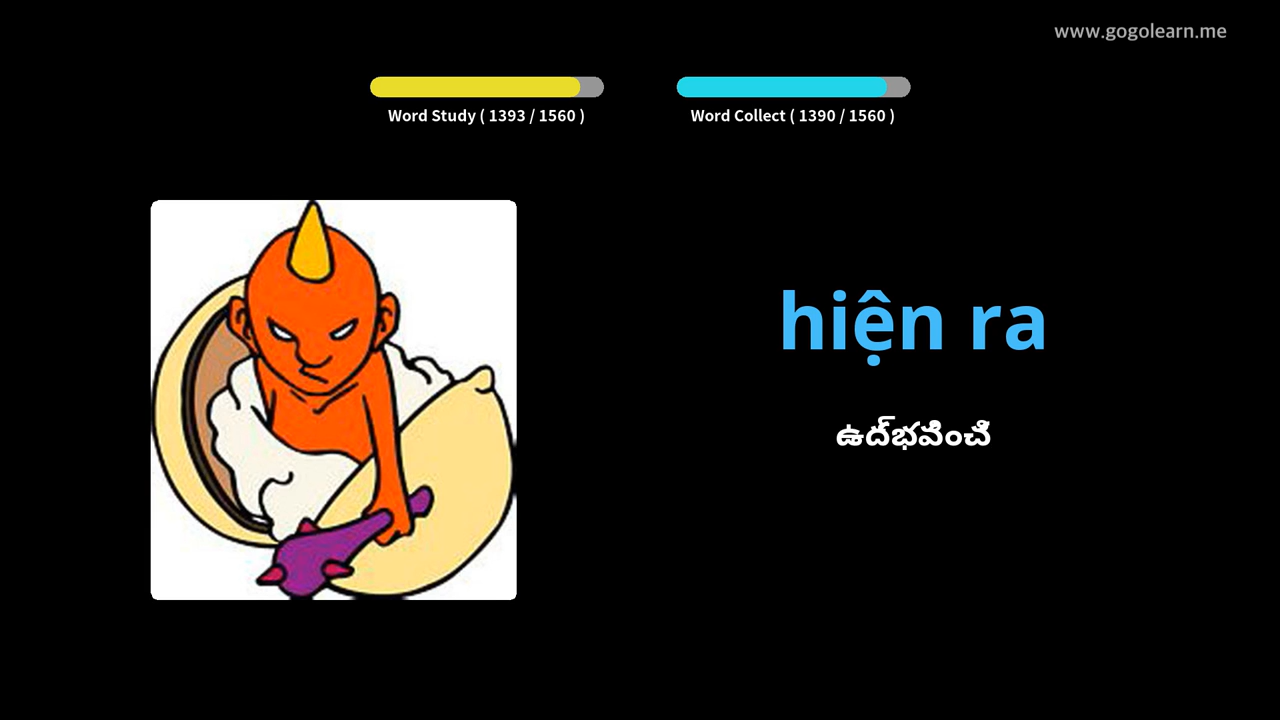 www.gogolearn.me
Word Study ( 1393 / 1560 )
Word Collect ( 1390 / 1560 )
hiện ra
ఉద్‌భవించి